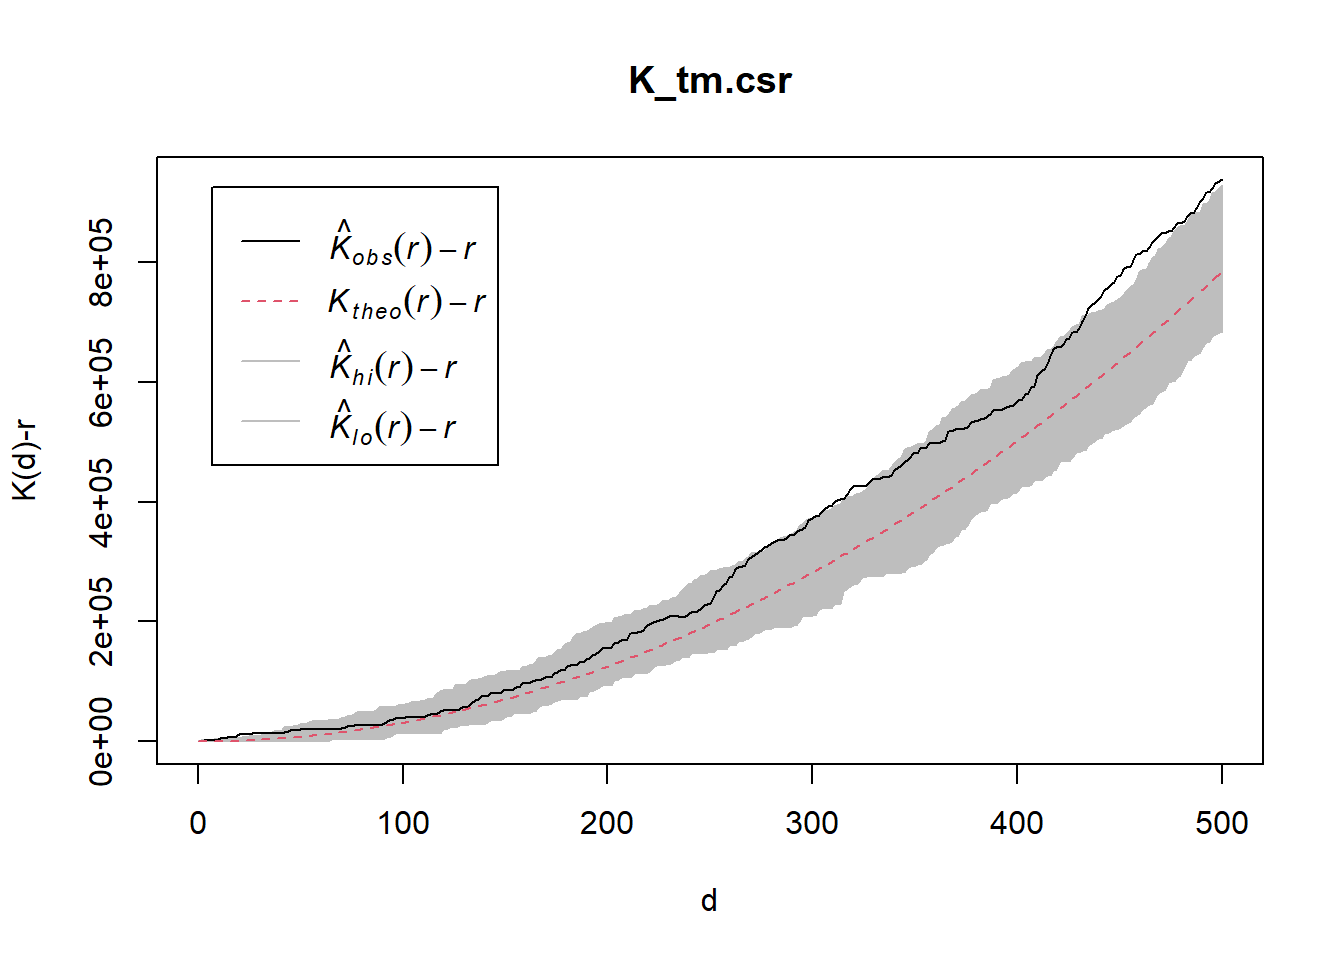 K_tm.csr
K̂obs(r) − r
Ktheo(r) − r
K̂hi(r) − r
K̂lo(r) − r
K(d)-r
0e+00 2e+05 4e+05 6e+05 8e+05
0 100 200 300 400 500
d